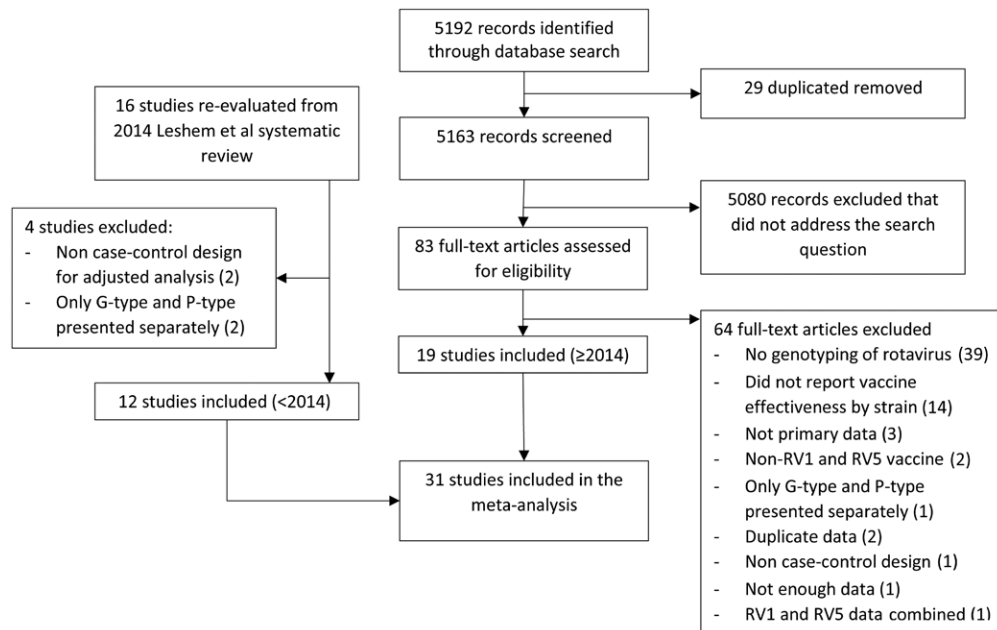 5192 records identified
through database search
29 duplicated removed
16 studies re-evaluated from
2014 Leshem et al systematic
review
5163 records screened
5080 records excluded that
did not address the search
question
4 studies excluded:
- Non case-control design
for adjusted analysis (2)
- Only G-type and P-type
presented separately (2)
83 full-text articles assessed
for eligibility
64 full-text articles excluded
- No genotyping of rotavirus (39)
- Did not report vaccine
effectiveness by strain (14)
- Not primary data (3)
- Non-RV1 and RV5 vaccine (2)
- Only G-type and P-type
presented separately (1)
- Duplicate data (2)
- Non case-control design (1)
- Not enough data (1)
- RV1 and RV5 data combined (1)
19 studies included (≥2014)
12 studies included (<2014)
31 studies included in the
meta-analysis